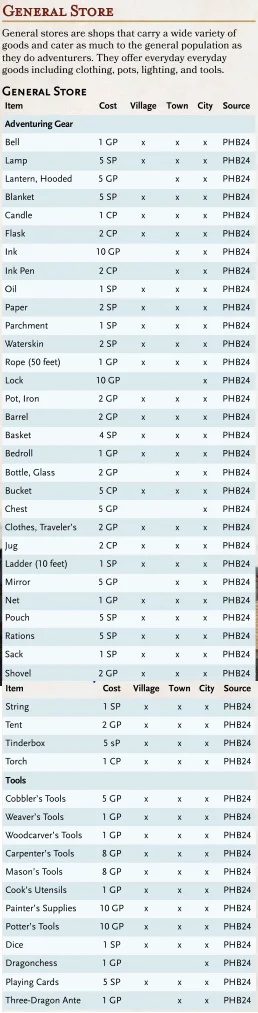 General Store
General stores are shops that carry a wide variety of
goods and cater as much to the general population as
they do adventurers. They offer everyday everyday
goods including clothing, pots, lighting, and tools.
General Store
Item Cost Village Town City Source
Adventuring Gear
Bell 1 GP x x x PHB24
Lamp 5 SP x x x PHB24
Lantern, Hooded 5 GP x x PHB24
Blanket 5 SP x x x PHB24
Candle 1 CP x x x PHB24
Flask 2 CP x x x PHB24
Ink 10 GP x x PHB24
Ink Pen 2 CP x x PHB24
Oil 1 SP x x x PHB24
Paper 2 SP x x x PHB24
Parchment 1 SP x x x PHB24
Waterskin 2 SP x x x PHB24
Rope (50 feet) 1 GP x x x PHB24
Lock 10 GP x PHB24
Pot, Iron 2 GP x x x PHB24
Barrel 2 GP x x x PHB24
Basket 4 SP x x x PHB24
Bedroll 1 GP x x x PHB24
Bottle, Glass 2 GP x x PHB24
Bucket 5 CP x x x PHB24
Chest 5 GP x PHB24
Clothes, Traveler's 2 GP x x x PHB24
Jug 2 CP x x x PHB24
Ladder (10 feet) 1 SP x x x PHB24
Mirror 5 GP x x PHB24
Net 1 GP x x x PHB24
Pouch 5 SP x x x PHB24
Rations 5 SP x x x PHB24
Sack 1 SP x x x PHB24
Shovel 2 GP x x x PHB24
Item Cost Village Town City Source
String 1 SP x x x PHB24
Tent 2 GP x x x PHB24
Tinderbox 5 sP x x x PHB24
Torch 1 CP x x x PHB24
Tools
Cobbler's Tools 5 GP x x x PHB24
Weaver's Tools 1 GP x x x PHB24
Woodcarver's Tools 1 GP x x x PHB24
Carpenter's Tools 8 GP x x x PHB24
Mason's Tools 8 GP x x x PHB24
Cook's Utensils 1 GP x x x PHB24
Painter's Supplies 10 GP x x x PHB24
Potter's Tools 10 GP x x x PHB24
Dice 1 SP x x x PHB24
Dragonchess 1 GP x PHB24
Playing Cards 5 SP x x x PHB24
Three-Dragon Ante 1 GP x x PHB24